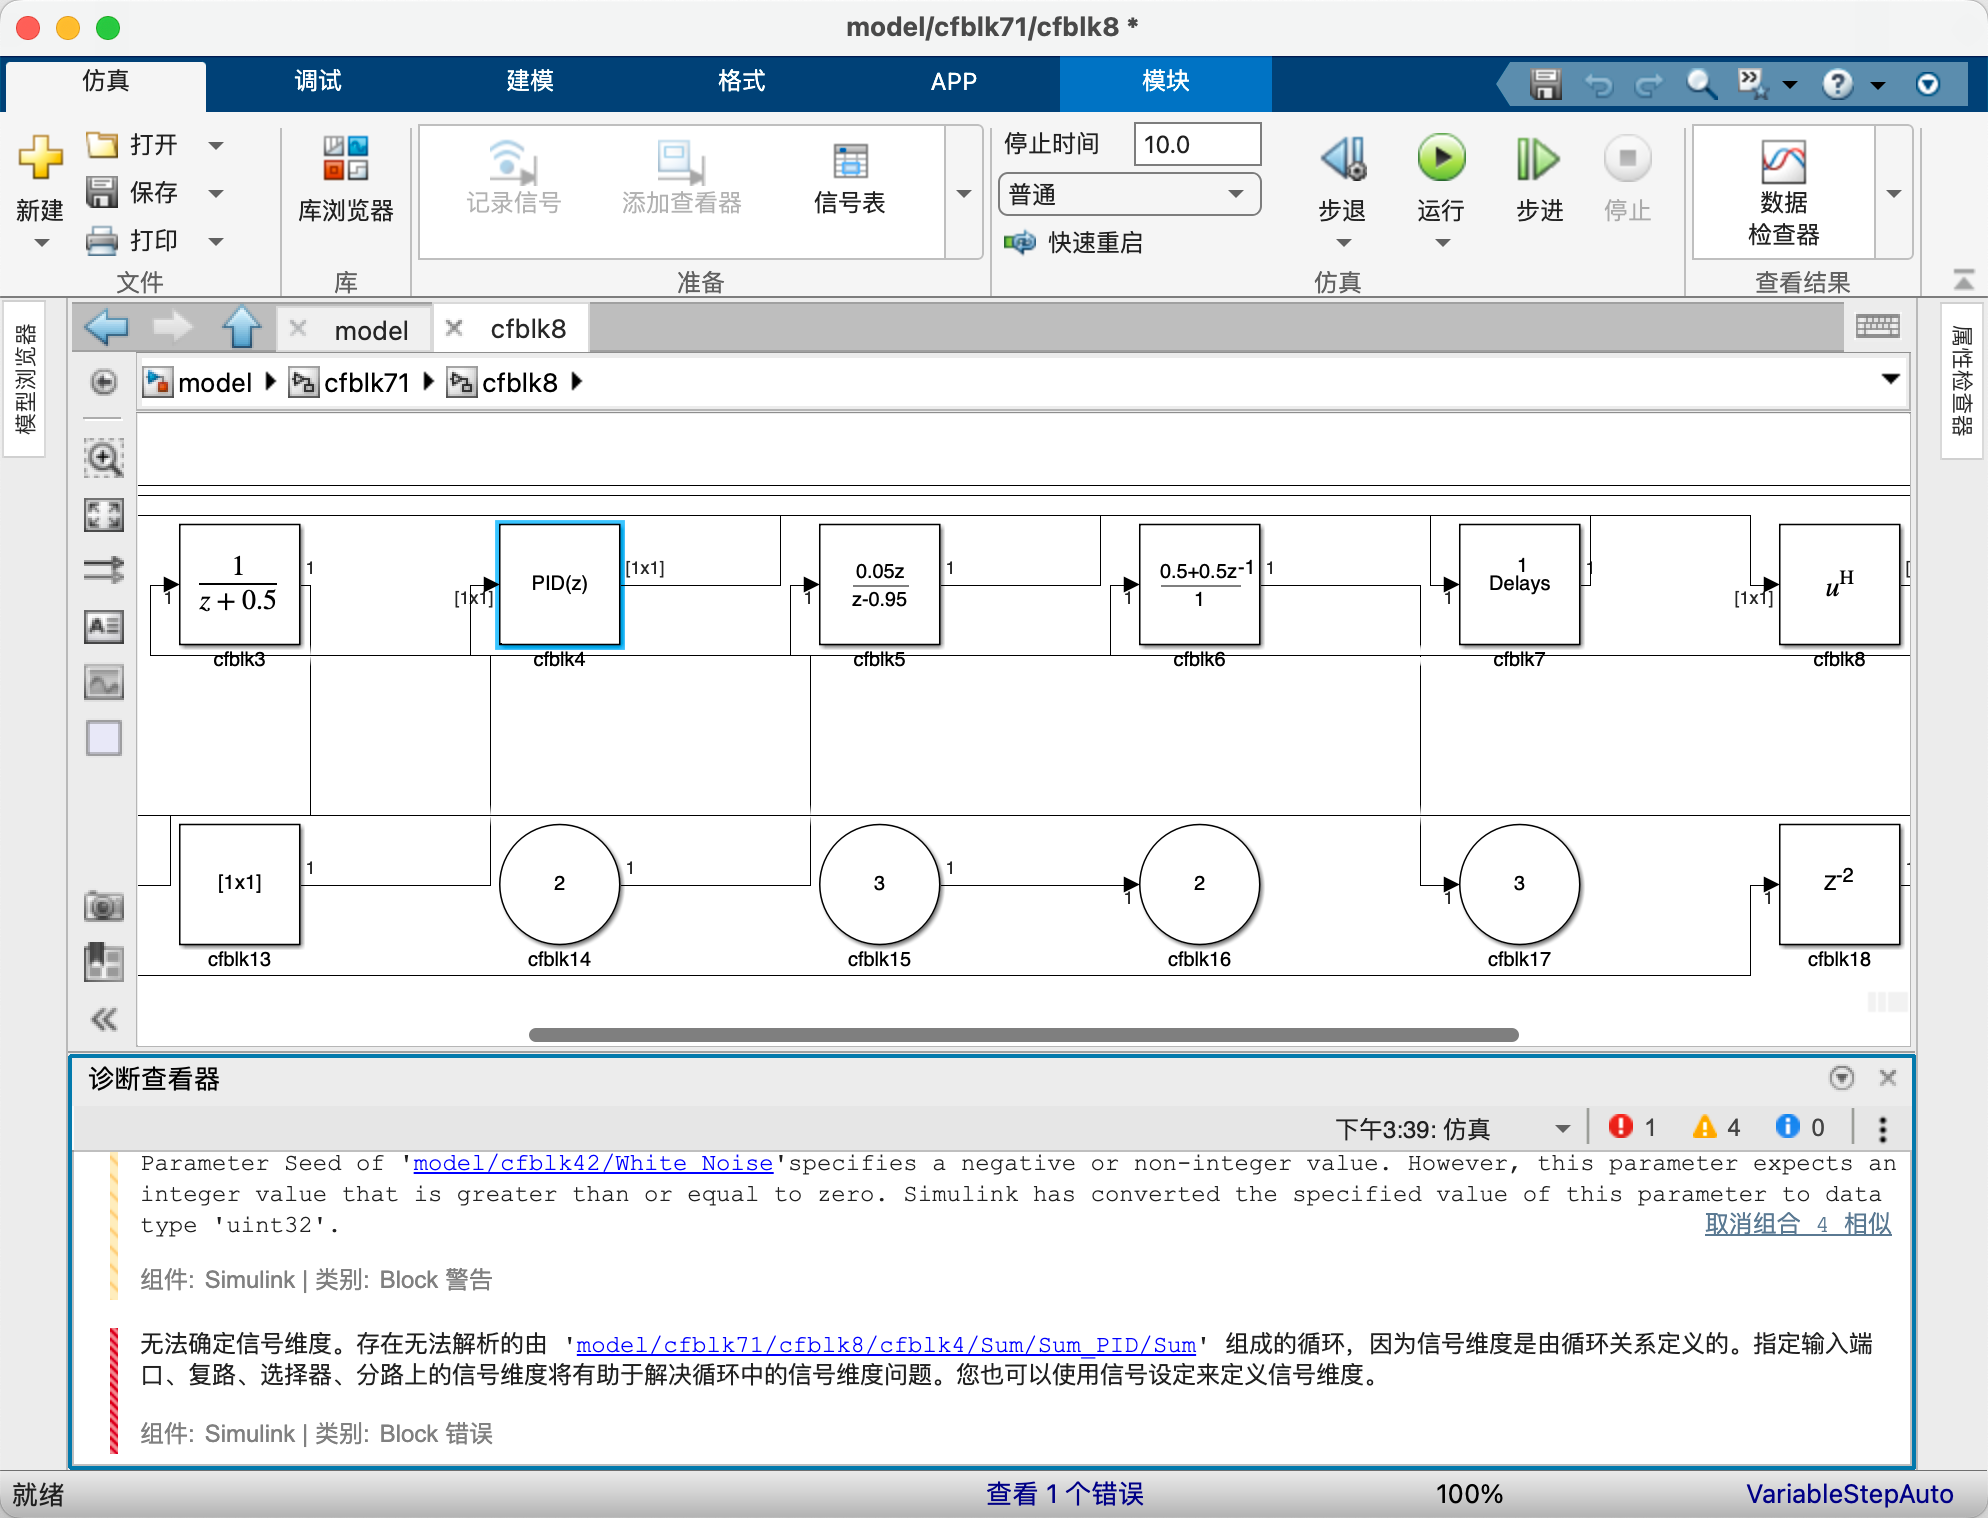 model/cfblk71/cfblk8 *
仿真 调试 建模 格式 APP 模块
新建 打开 保存 打印 文件
库浏览器 库
记录信号 添加查看器 信号表 准备
停止时间 10.0
普通
快速重启
步退 运行 步进 停止 仿真
数据
检查器
查看结果
模型浏览器
属性检查器
model cfblk8
model cfblk71 cfblk8
1
z + 0.5
1
1
cfblk3
PID(z)
[1x1]
[1x1]
cfblk4
0.05z
z-0.95
1
1
cfblk5
0.5+0.5z-1
1
1
1
cfblk6
1
Delays
1
1
cfblk7
uH
[1x1]
[
cfblk8
[1x1]
1
cfblk13
2
1
cfblk14
3
1
cfblk15
2
1
cfblk16
3
1
cfblk17
z-2
1
cfblk18
诊断查看器
下午3:39: 仿真 1 4 0
Parameter Seed of 'model/cfblk42/White Noise'specifies a negative or non-integer value. However, this parameter expects an
integer value that is greater than or equal to zero. Simulink has converted the specified value of this parameter to data
type 'uint32'.
取消组合 4 相似
组件: Simulink | 类别: Block 警告
无法确定信号维度。存在无法解析的由 'model/cfblk71/cfblk8/cfblk4/Sum/Sum_PID/Sum' 组成的循环，因为信号维度是由循环关系定义的。指定输入端
口、复路、选择器、分路上的信号维度将有助于解决循环中的信号维度问题。您也可以使用信号设定来定义信号维度。
组件: Simulink | 类别: Block 错误
就绪 查看 1 个错误 100% VariableStepAuto